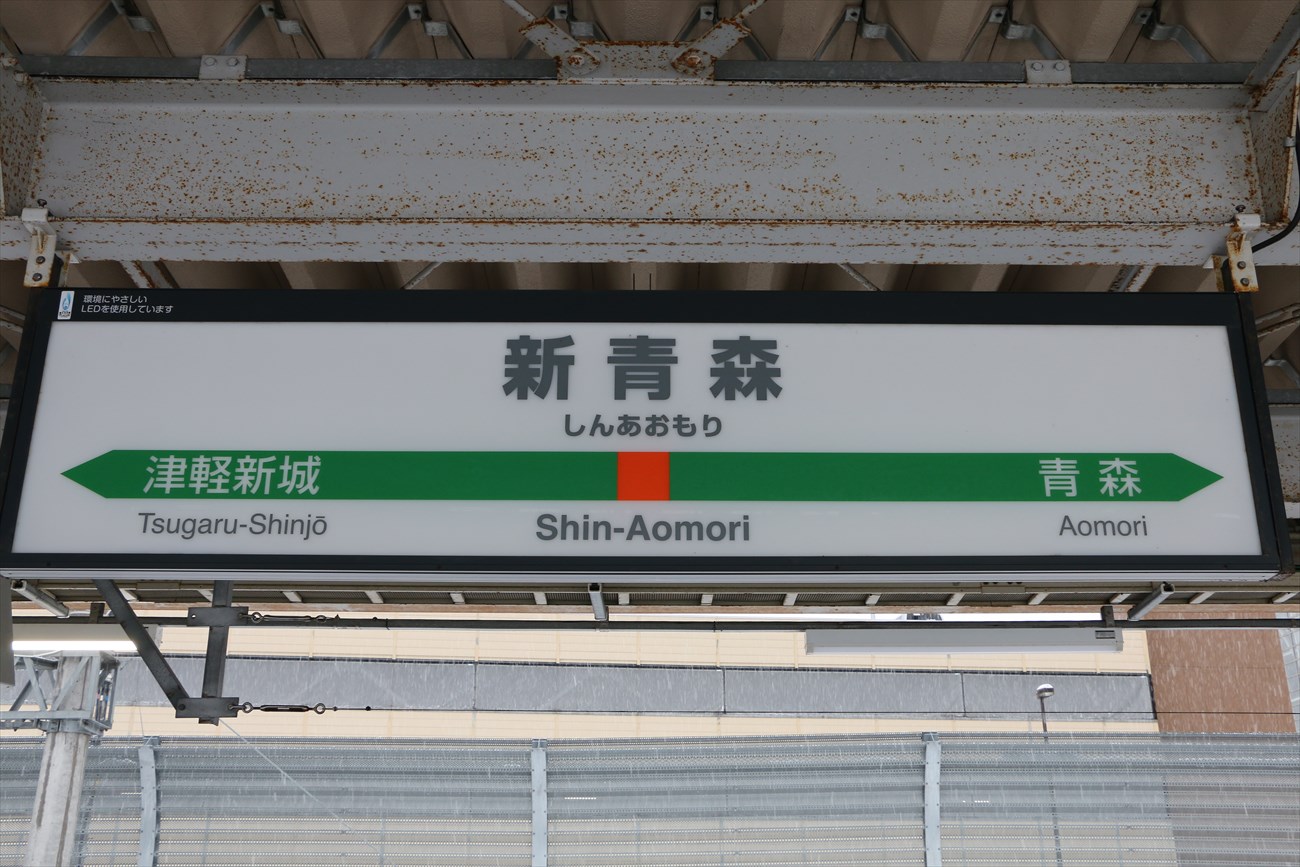 環境にやさしい
LEDを使用しています
新青森
しんあおもり
津軽新城 青森
Tsugaru-Shinjō Shin-Aomori Aomori